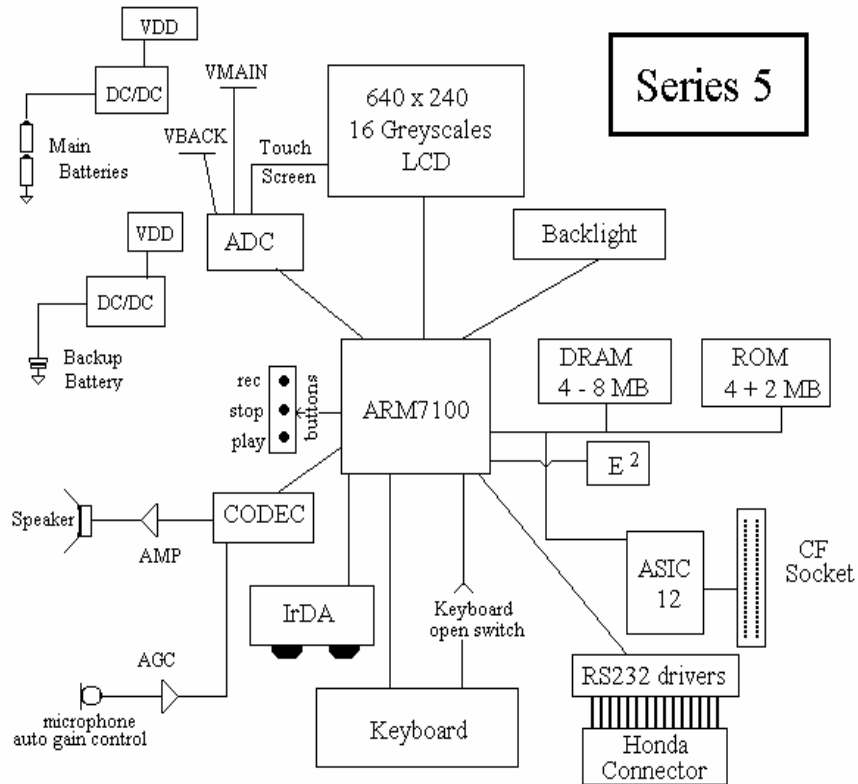 VDD
DC/DC
Main
Batteries
VMAIN
VBACK
Touch
Screen
640 x 240
16 Greyscales
LCD
Series 5
VDD
DC/DC
Backup
Battery
ADC
Backlight
rec
stop
play
buttons
ARM7100
DRAM
4 - 8 MB
ROM
4 + 2 MB
E 2
Speaker
AMP
CODEC
IrDA
Keyboard
open switch
ASIC
12
CF
Socket
AGC
microphone
auto gain control
Keyboard
RS232 drivers
Honda
Connector